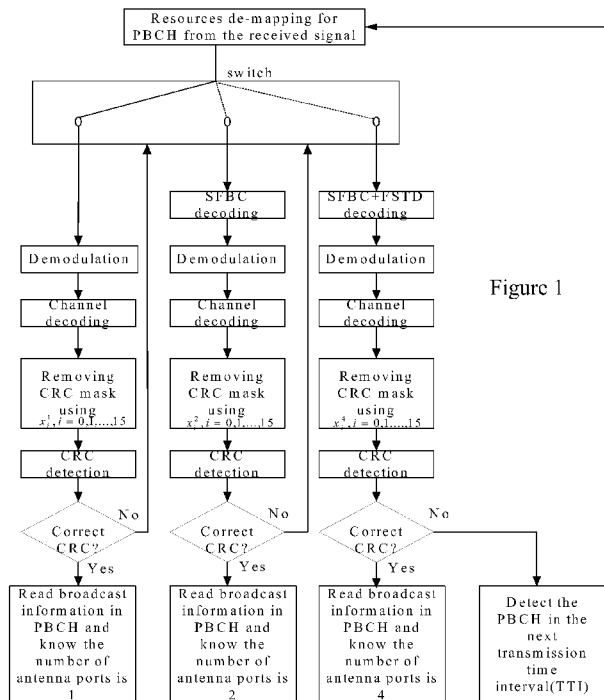 Resources de-mapping for
PBCH from the received signal
switch
SFBC
decoding
SFBC+FSTD
decoding
Demodulation
Demodulation
Demodulation
Figure 1
Channel decoding
Channel decoding
Channel decoding
Removing
CRC mask
using
x_i^1, i = 0,1,...,15
Removing
CRC mask
using
x_i^2, i = 0,1,...,15
Removing
CRC mask
using
x_i^4, i = 0,1,...,15
CRC
detection
CRC
detection
CRC
detection
Correct
CRC?
No
Yes
Correct
CRC?
No
Yes
Correct
CRC?
No
Yes
Read broadcast
information in
PBCH and
know the
number of
antenna ports is
1
Read broadcast
information in
PBCH and
know the
number of
antenna ports is
2
Read broadcast
information in
PBCH and
know the
number of
antenna ports is
4
Detect the
PBCH in the
next
transmission
time
interval(TTI)